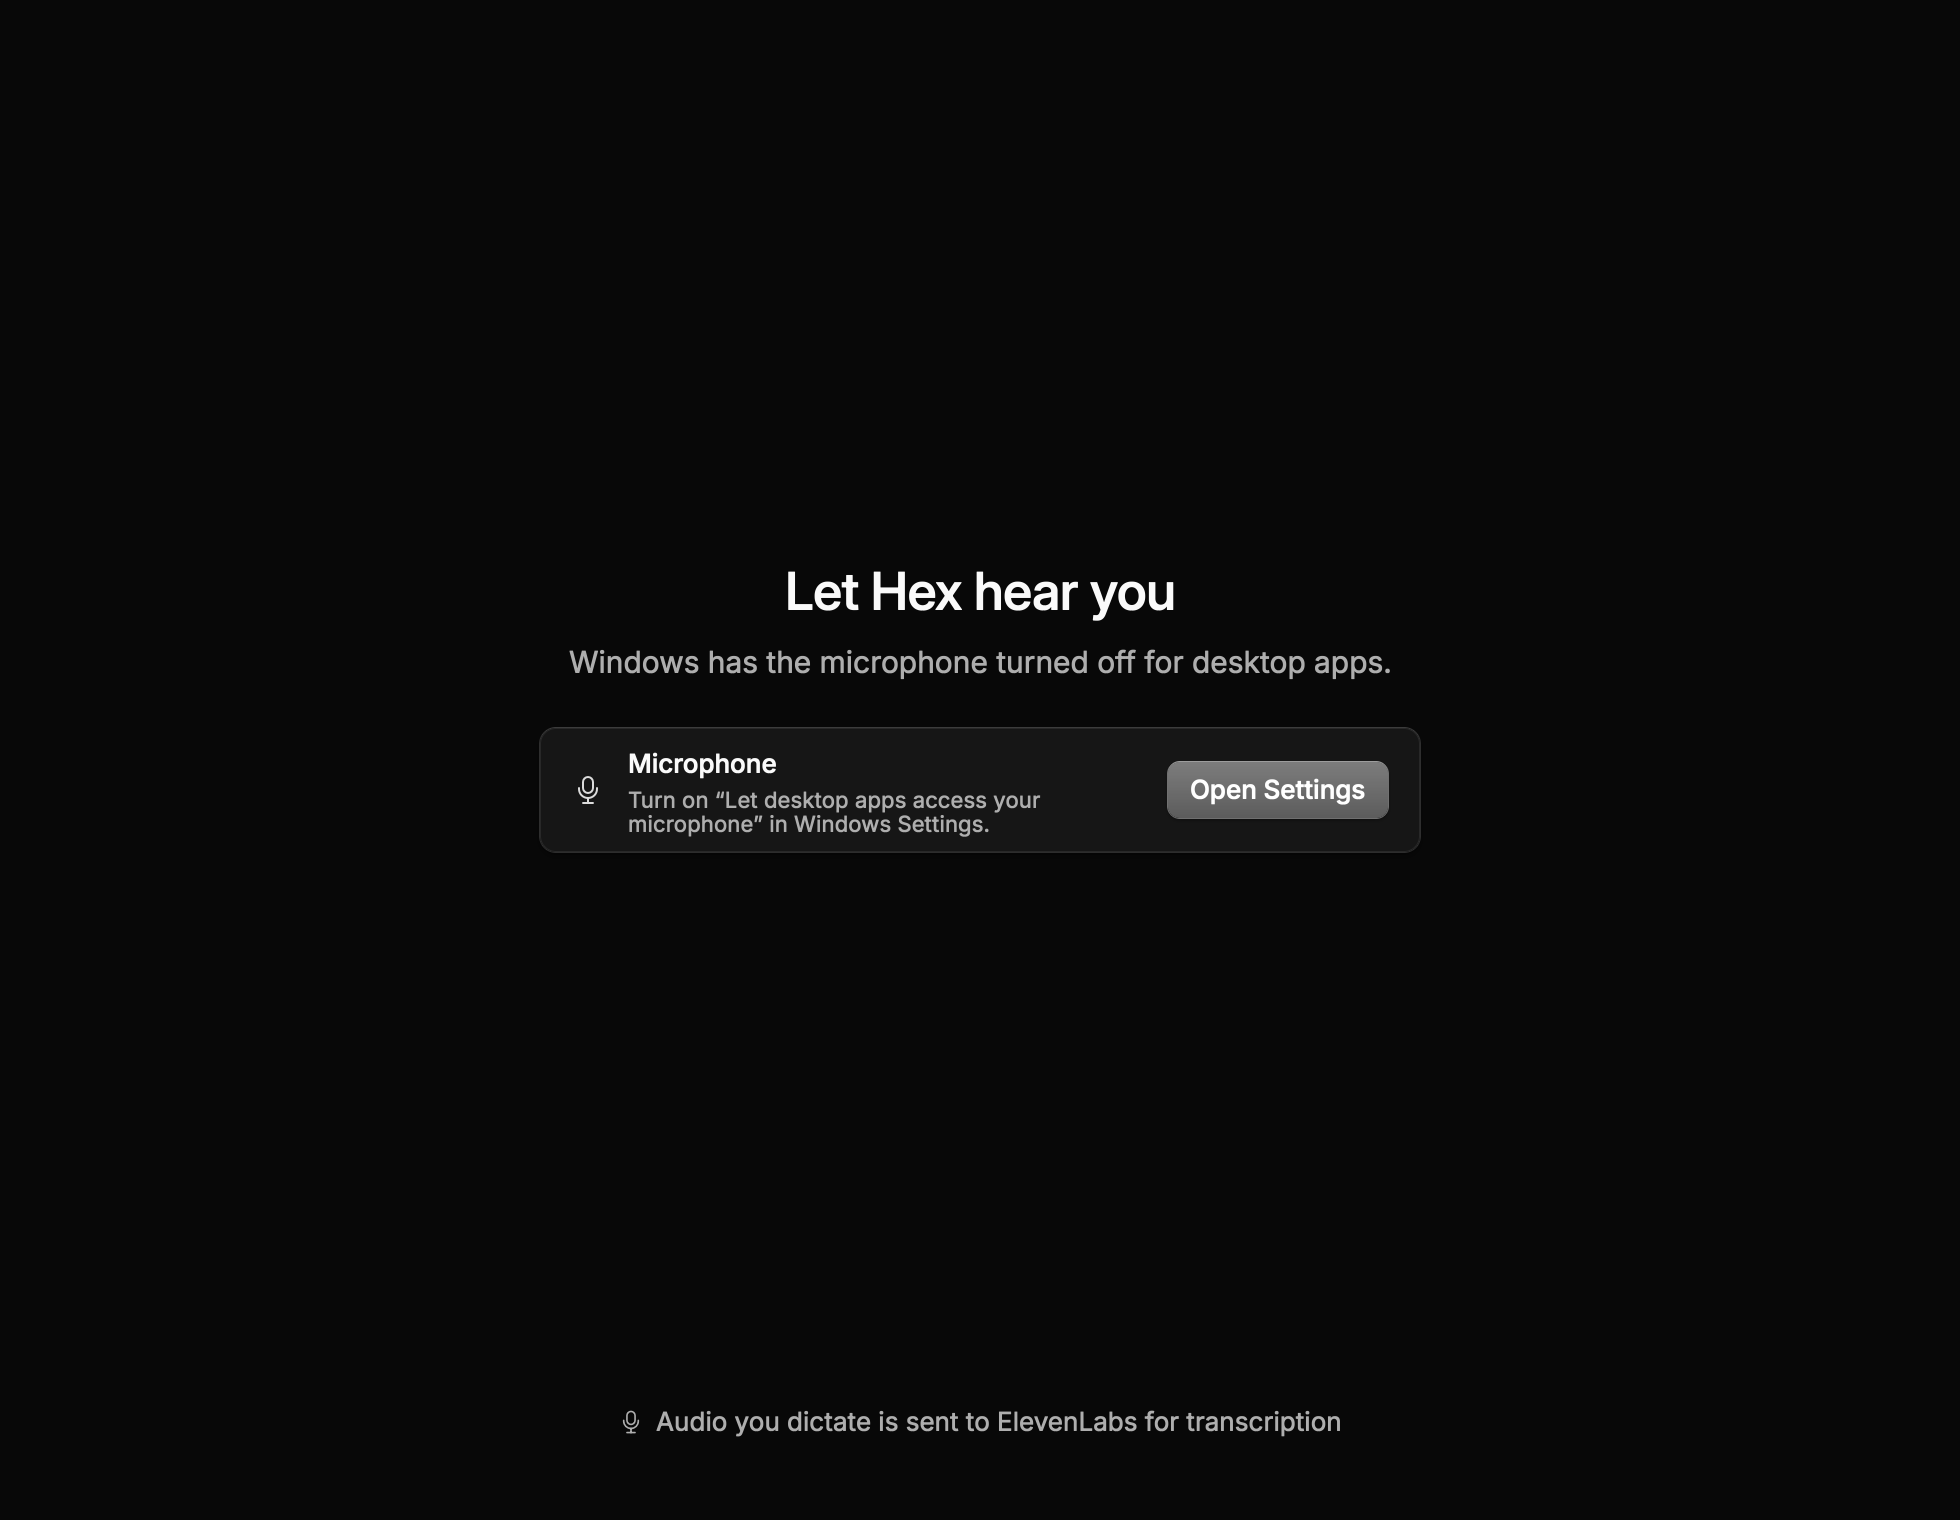 Let Hex hear you
Windows has the microphone turned off for desktop apps.
Microphone
Turn on “Let desktop apps access your
microphone” in Windows Settings.
Open Settings
Audio you dictate is sent to ElevenLabs for transcription